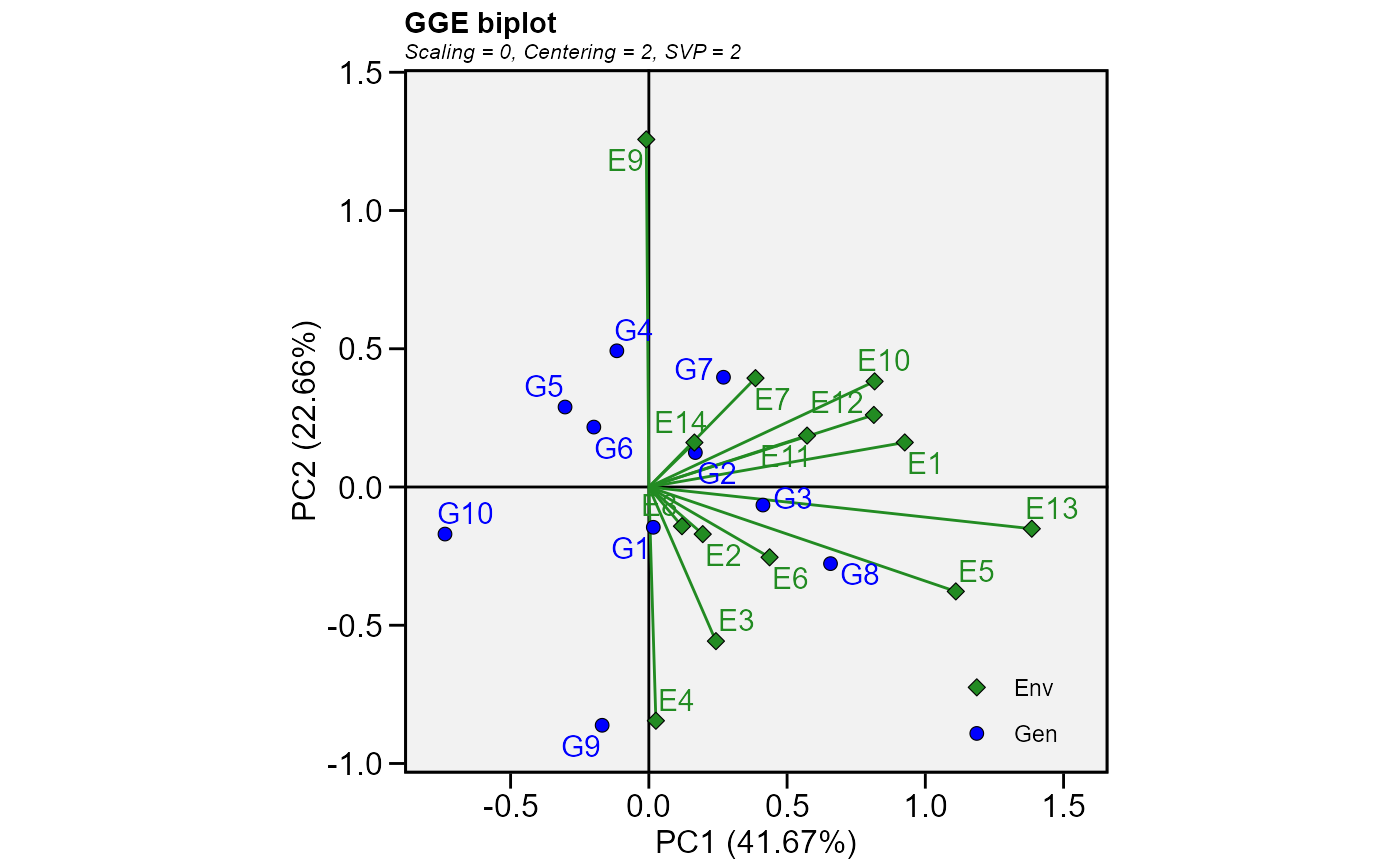 GGE biplot
Scaling = 0, Centering = 2, SVP = 2
1.5
E9
1.0
PC2 (22.66%)
0.5
G4
G7
E10
G5
E7
E12
E14
G6
E11
E1
G2
0.0
E8
G3
E13
G10
G1
E2
E6
G8
E5
-0.5
E3
E4
Env
G9
Gen
-1.0
-0.5
0.0
0.5
1.0
1.5
PC1 (41.67%)